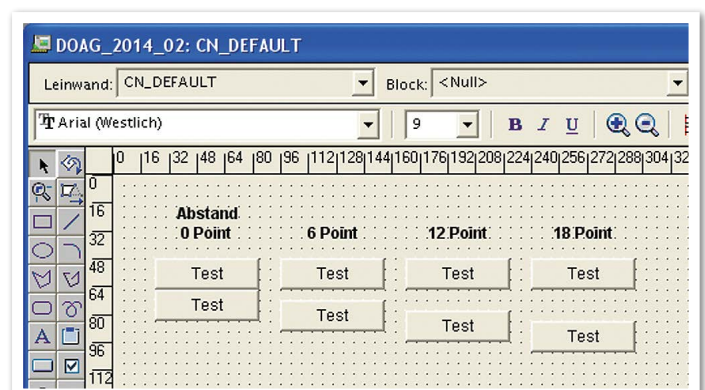 DOAG_2014_02: CN_DEFAULT
Leinwand: CN_DEFAULT Block: <Null>
Arial (Westlich) 9 B I U
0 16 32 48 64 80 96 112 128 144 160 176 192 208 224 240 256 272 288 304 32
0
16
32
48
64
80
96
112
Abstand
0 Point 6 Point 12 Point 18 Point
Test Test Test Test
Test Test Test Test
A